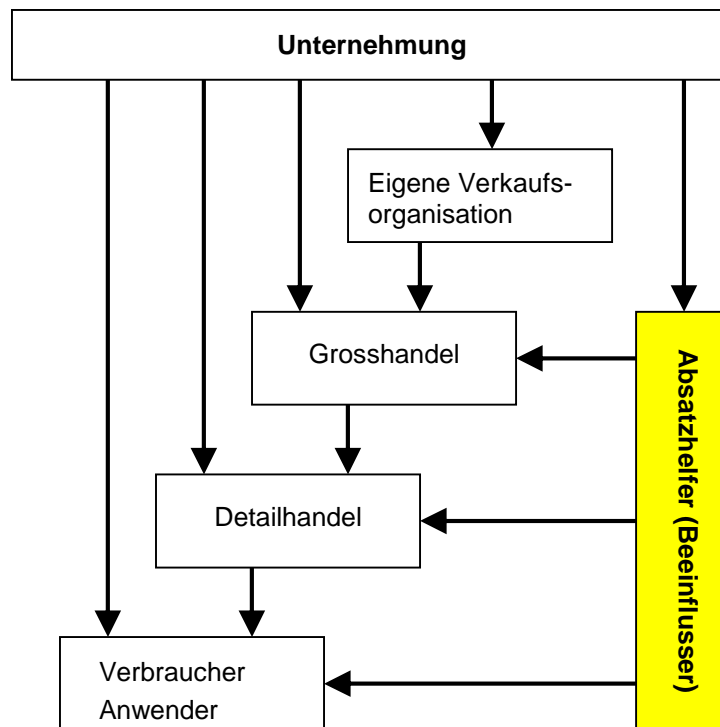 Unternehmung
Eigene Verkaufs-
organisation
Grosshandel
Absatzhelfer (Beeinflusser)
Detailhandel
Verbraucher
Anwender